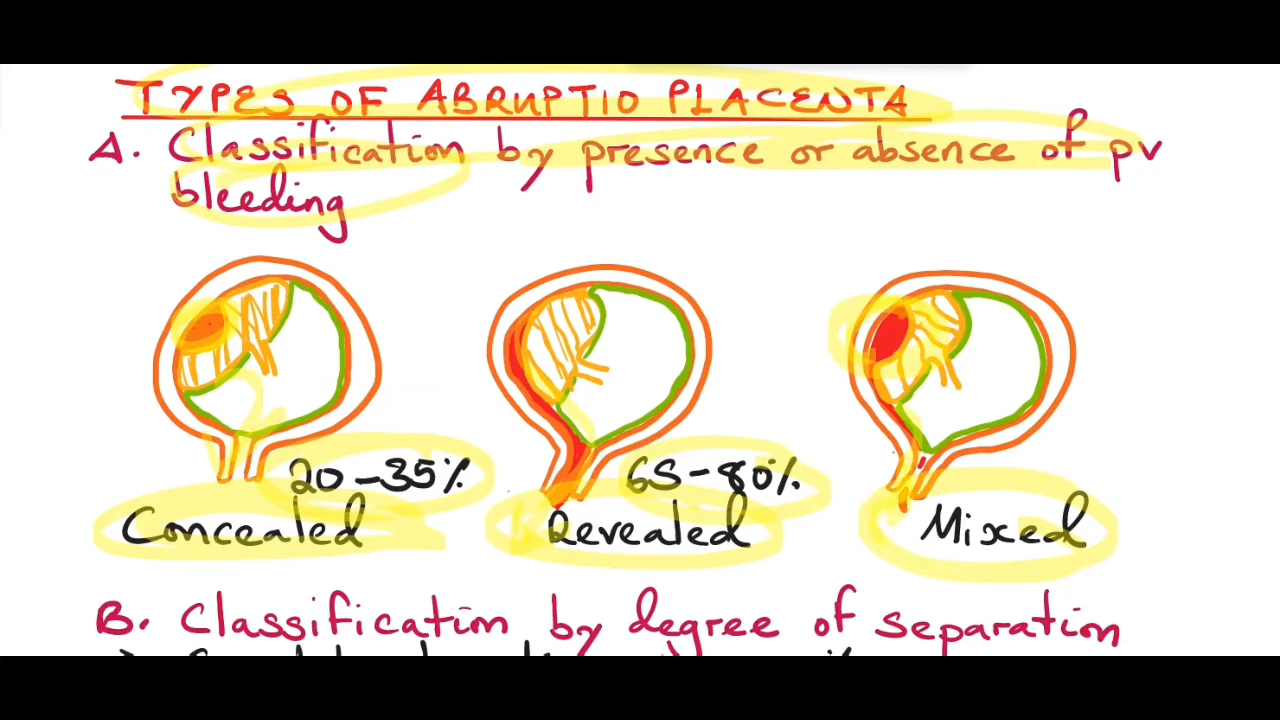 TYPES OF ABRUPTIO PLACENTA
A. Classification by presence or absence of pv
bleeding
20-35% 65-80%
Concealed Revealed Mixed
B. Classification by degree of separation